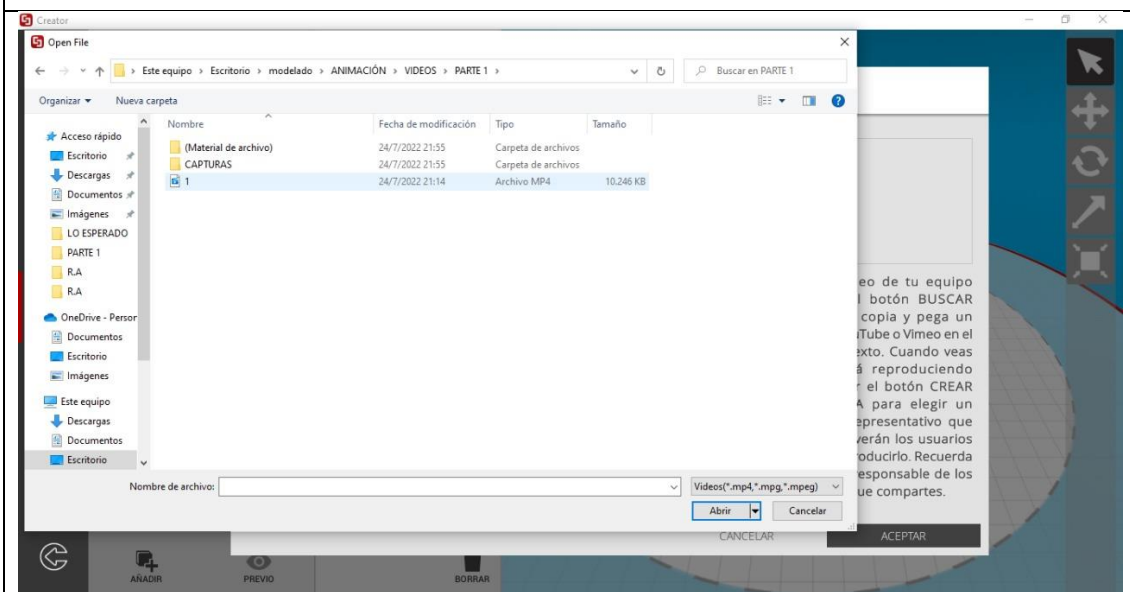 Creator
Open File
Este equipo > Escritorio > modelado > ANIMACIÓN > VIDEOS > PARTE 1 >
Buscar en PARTE 1
Organizar Nueva carpeta
Nombre Fecha de modificación Tipo Tamaño
(Material de archivo) 24/7/2022 21:55 Carpeta de archivos
CAPTURAS 24/7/2022 21:55 Carpeta de archivos
1 24/7/2022 21:14 Archivo MP4 10.246 KB
Acceso rápido
Escritorio
Descargas
Documentos
Imágenes
LO ESPERADO
PARTE 1
R.A
R.A
OneDrive - Person
Documentos
Escritorio
Imágenes
Este equipo
Descargas
Documentos
Escritorio
Nombre de archivo:
Videos(*.mp4,*.mpg,*.mpeg)
Abrir Cancelar
eo de tu equipo
l botón BUSCAR
copia y pega un
uTube o Vimeo en el
exto. Cuando veas
á reproduciendo
r el botón CREAR
A para elegir un
epresentativo que
verán los usuarios
roducirlo. Recuerda
esponsable de los
ue compartes.
CANCELAR ACEPTAR
AÑADIR PREVIO BORRAR